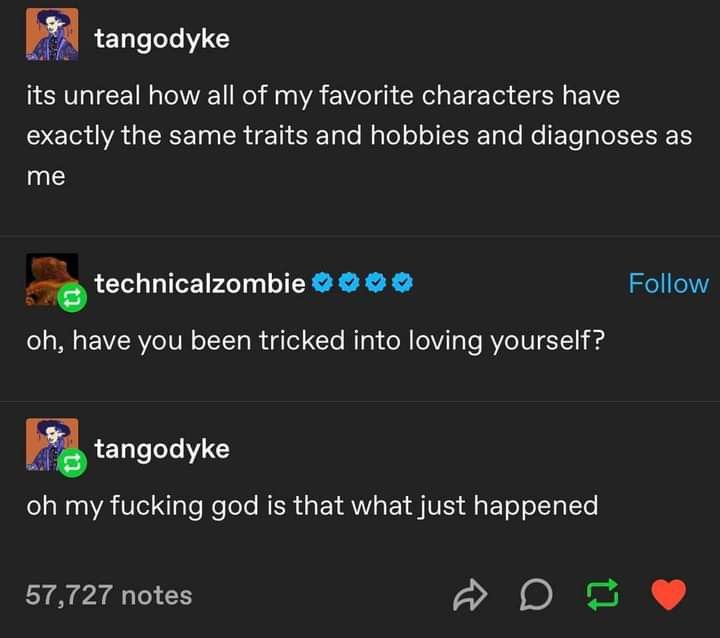 tangodyke
its unreal how all of my favorite characters have
exactly the same traits and hobbies and diagnoses as
me
technicalzombie
Follow
oh, have you been tricked into loving yourself?
tangodyke
oh my fucking god is that what just happened
57,727 notes